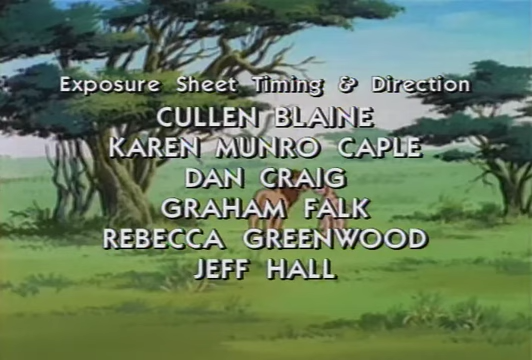 Exposure Sheet Timing & Direction
CULLEN BLAINE
KAREN MUNRO CAPLE
DAN CRAIG
GRAHAM FALK
REBECCA GREENWOOD
JEFF HALL